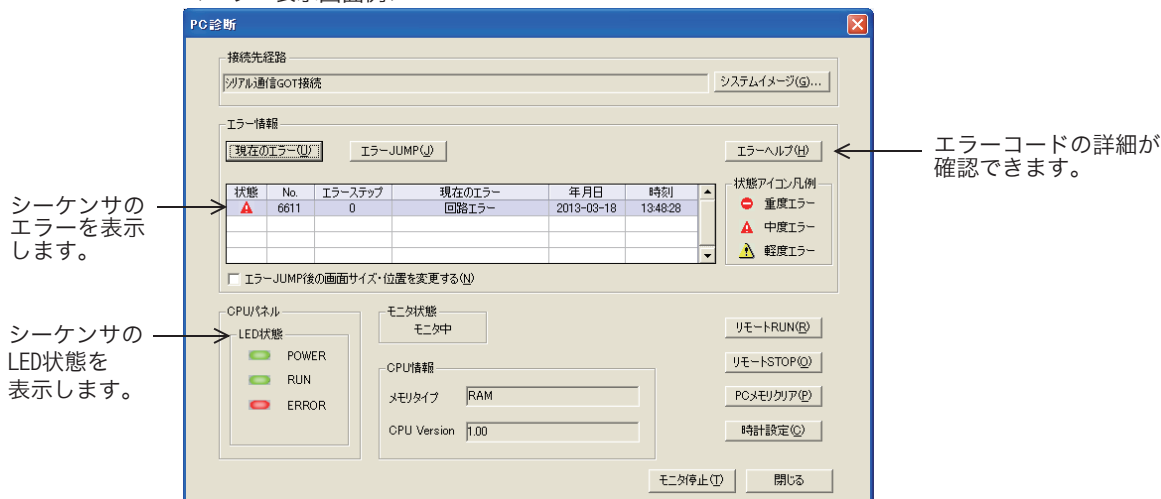 PC診断
接続先経路
シリアル通信GOT接続
システムイメージ(G)...
エラー情報
現在のエラー(U)
エラーJUMP(J)
エラーヘルプ(H)
エラーコードの詳細が
確認できます。
状態 No. エラーステップ 現在のエラー 年月日 時刻
6611 0 回路エラー 2013-03-18 13:48:28
状態アイコン凡例
重度エラー
中度エラー
軽度エラー
シーケンサの
エラーを表示
します。
エラーJUMP後の画面サイズ・位置を変更する(N)
CPUパネル
LED状態
POWER
RUN
ERROR
シーケンサの
LED状態を
表示します。
モニタ状態
モニタ中
CPU情報
メモリタイプ RAM
CPU Version 1.00
リモートRUN(R)
リモートSTOP(O)
PCメモリクリア(P)
時計設定(C)
モニタ停止(T)
閉じる